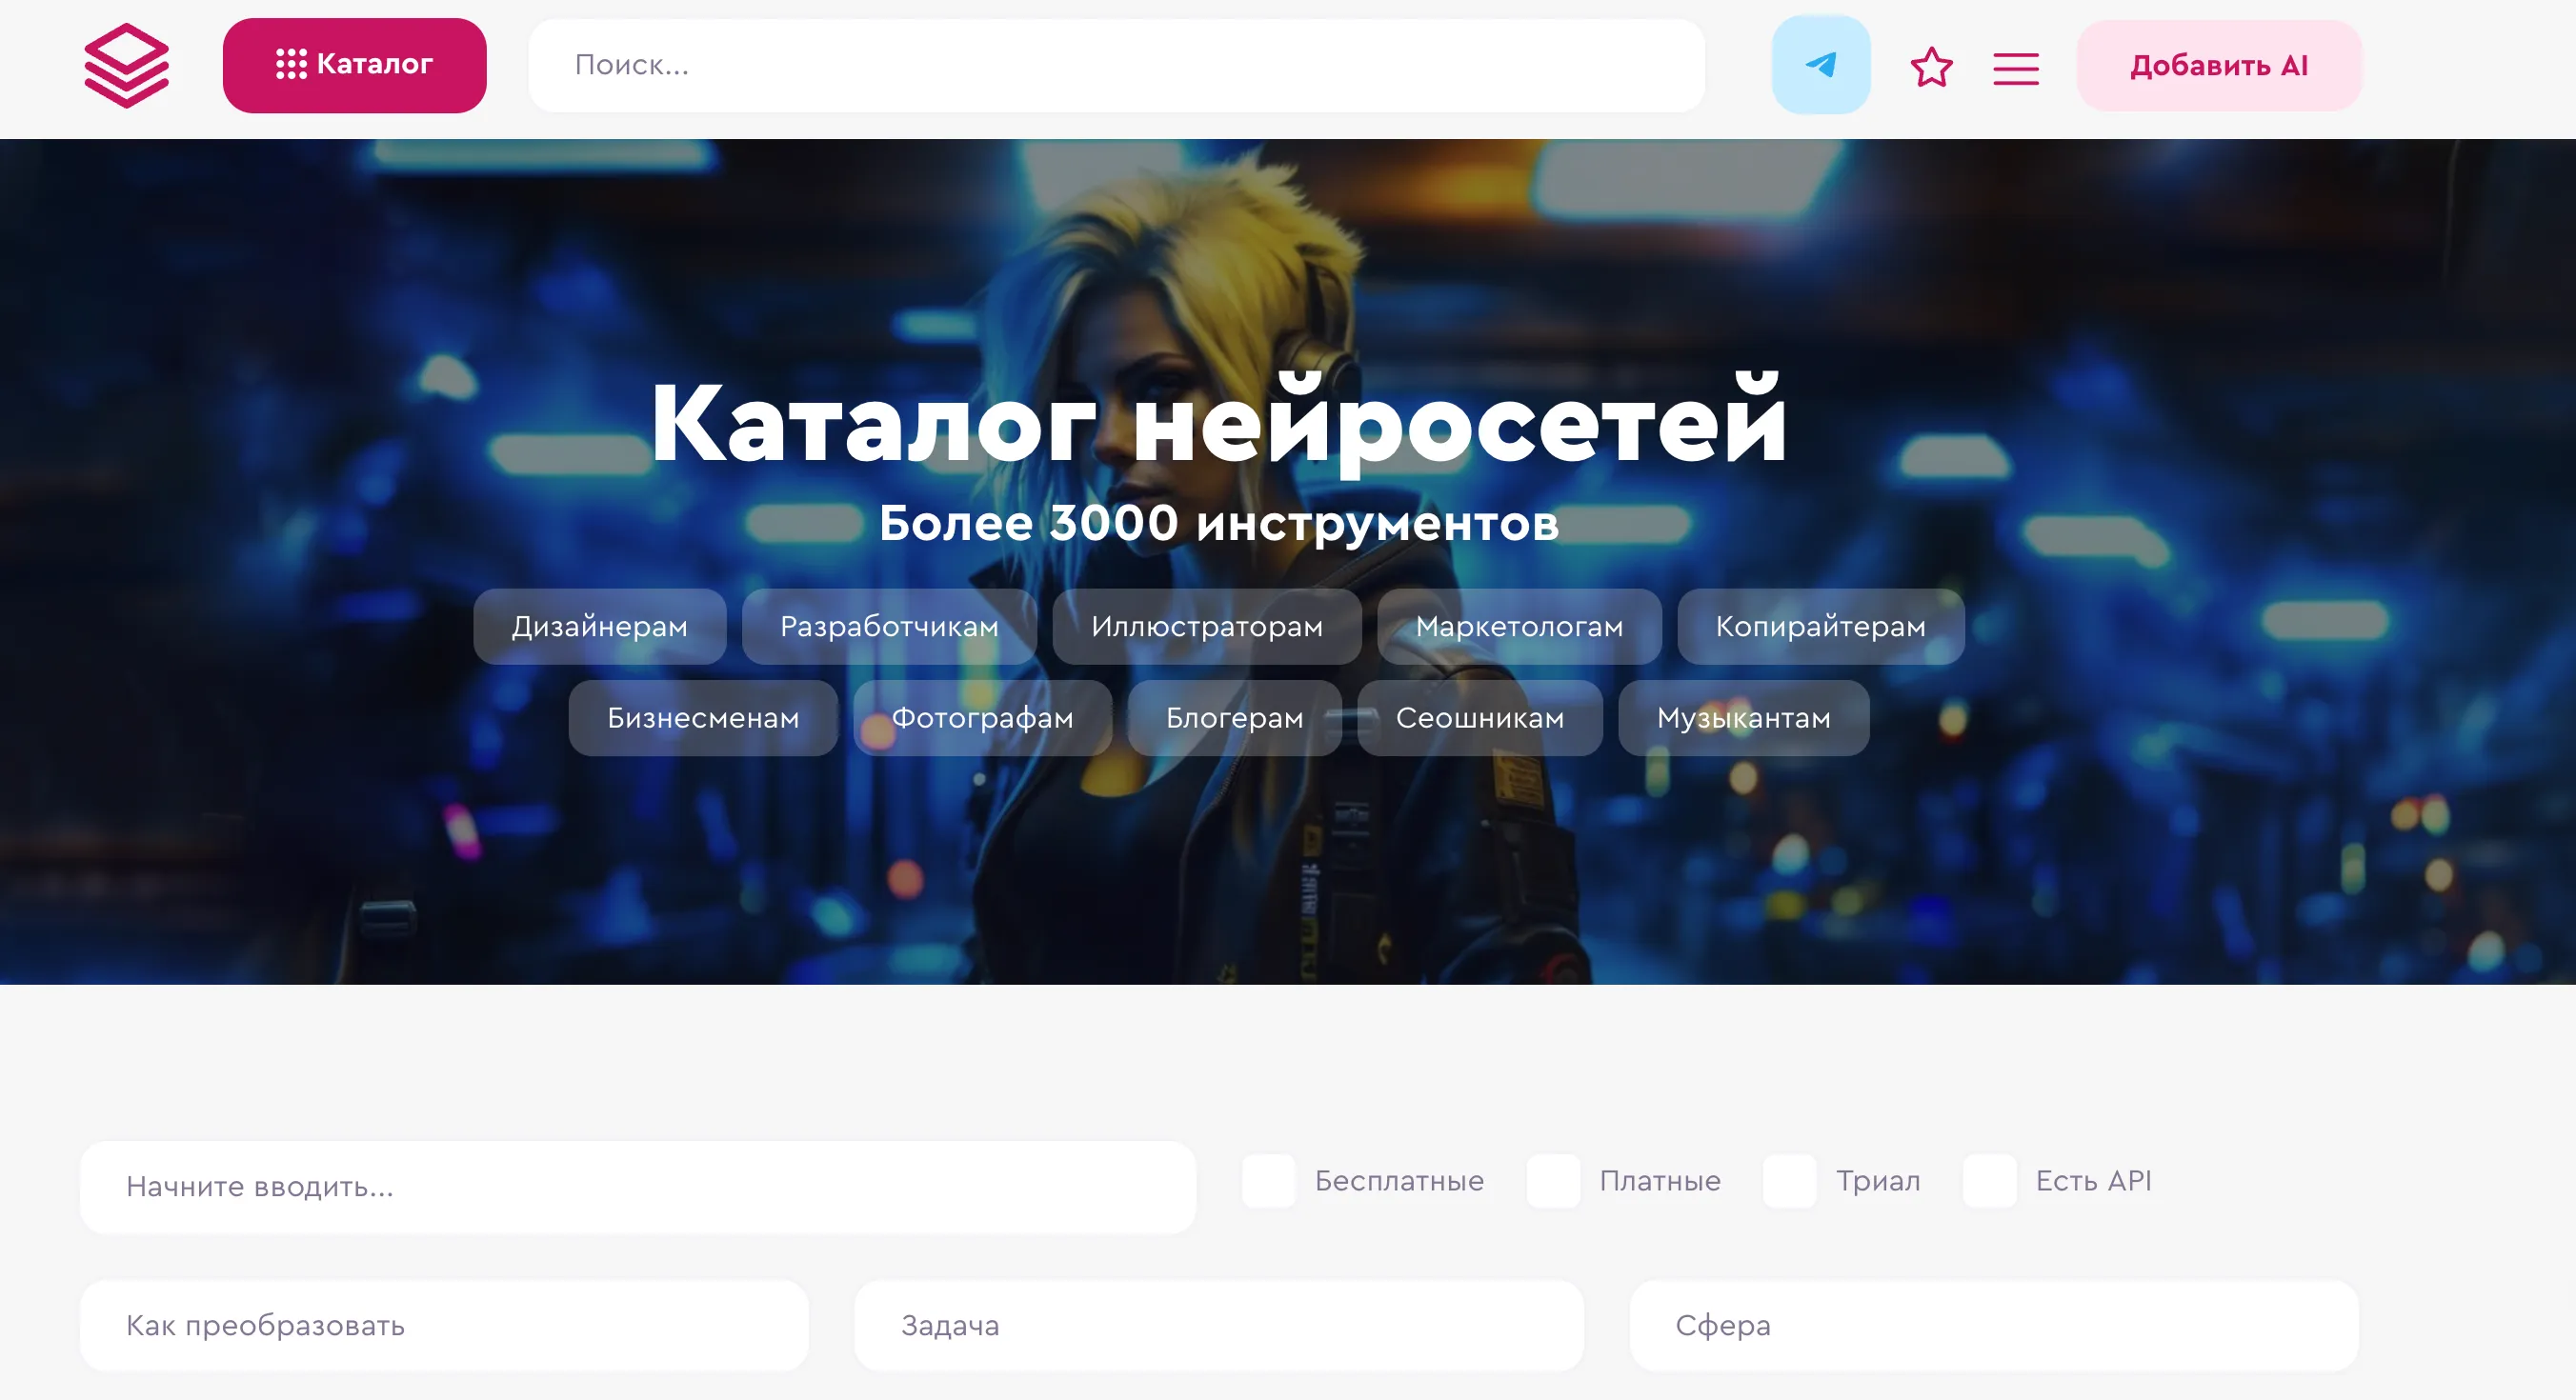 Каталог
Поиск...
Добавить AI
Каталог нейросетей
Более 3000 инструментов
Дизайнерам Разработчикам Иллюстраторам Маркетологам Копирайтерам
Бизнесменам Фотографам Блогерам Сеошникам Музыкантам
Начните вводить...
Бесплатные Платные Триал Есть API
Как преобразовать Задача Сфера